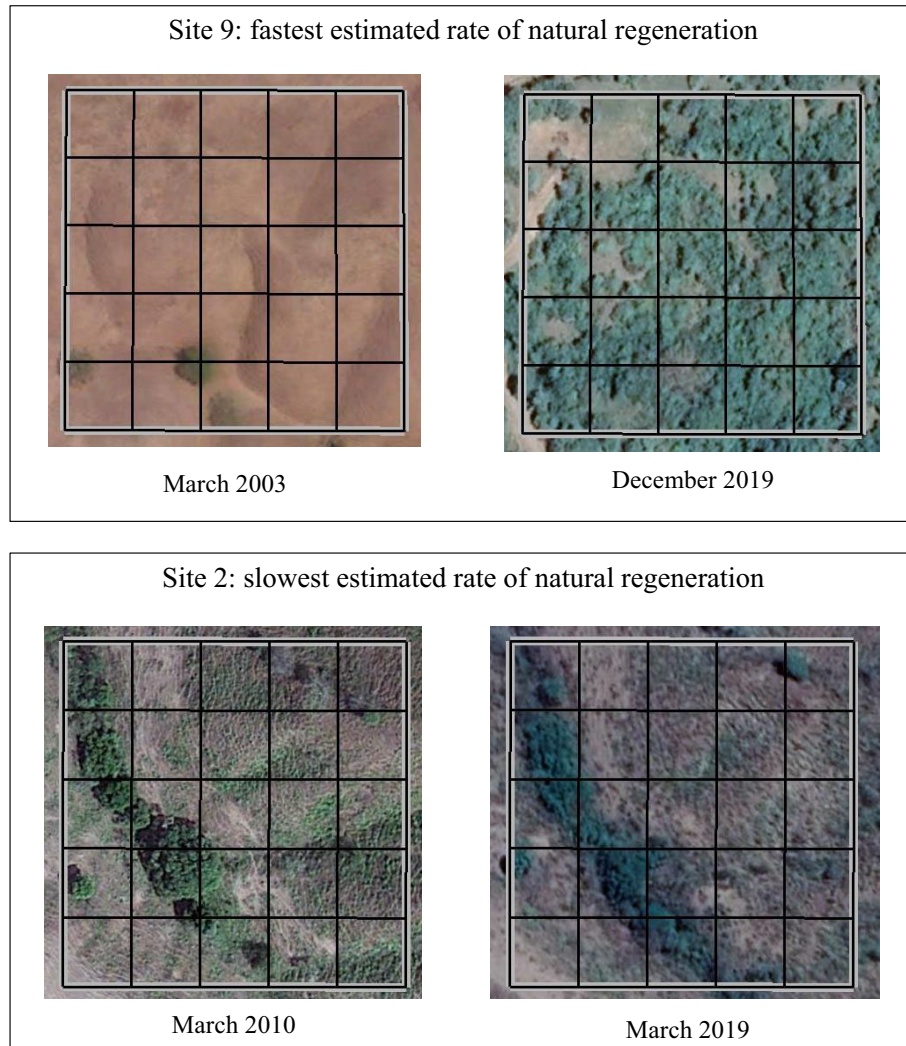 Site 9: fastest estimated rate of natural regeneration
March 2003
December 2019
Site 2: slowest estimated rate of natural regeneration
March 2010
March 2019